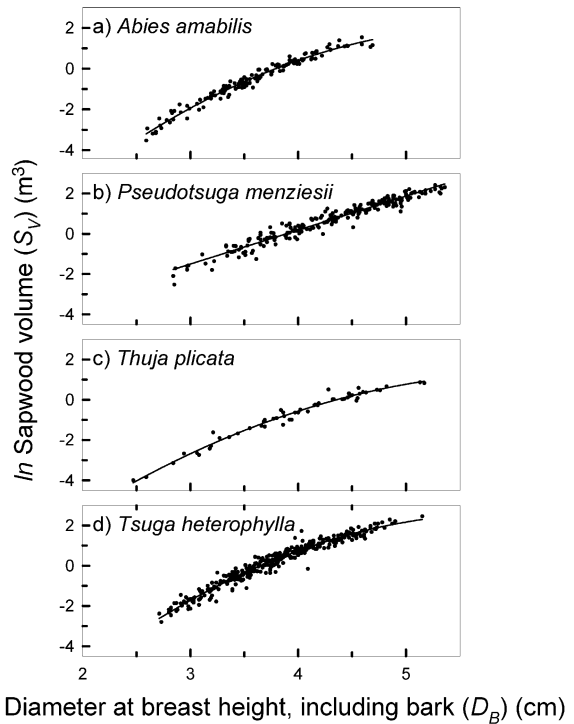 a) Abies amabilis
2
0
-2
-4
b) Pseudotsuga menziesii
2
0
-2
-4
c) Thuja plicata
2
0
-2
-4
d) Tsuga heterophylla
2
0
-2
-4
2 3 4 5
ln Sapwood volume (SV) (m³)
Diameter at breast height, including bark (DB) (cm)